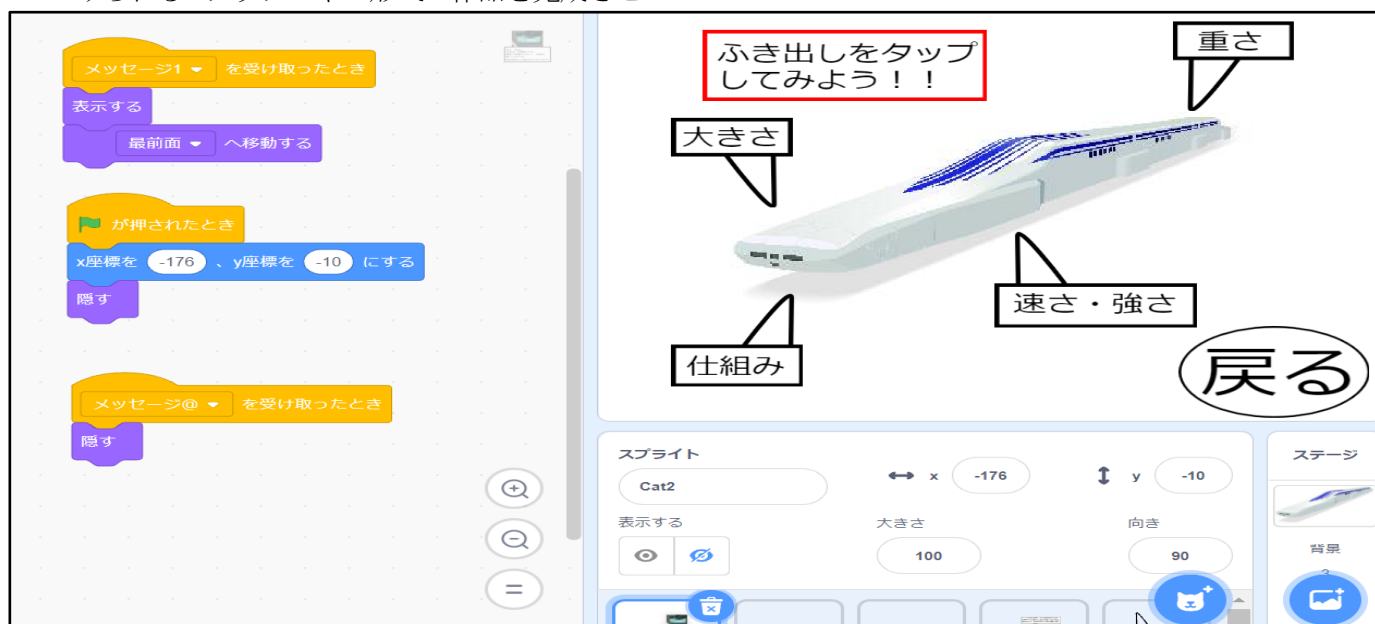 メッセージ1 を受け取ったとき
表示する
最前面 へ移動する
が押されたとき
x座標を -176 、y座標を -10 にする
隠す
メッセージ@ を受け取ったとき
隠す
ふき出しをタップ
してみよう！！
重さ
大きさ
速さ・強さ
仕組み
戻る
スプライト
Cat2
x -176
y -10
表示する
大きさ
100
向き
90
ステージ
背景